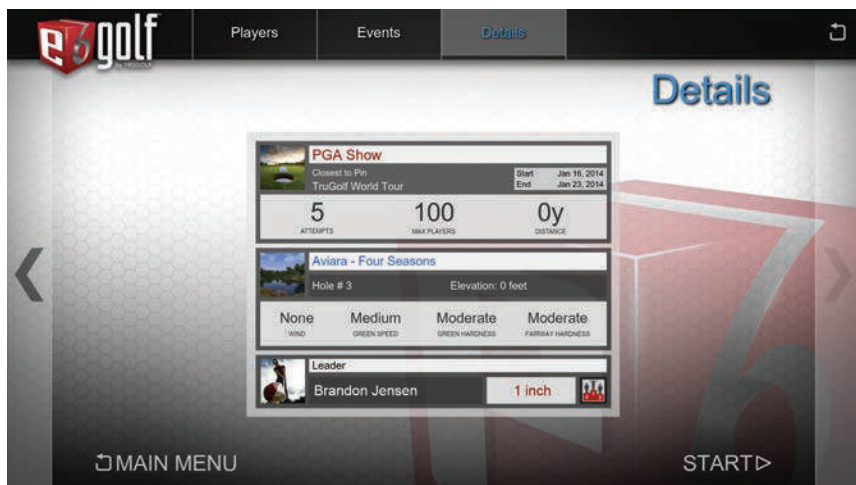 e6golf
by TRUGOLF
Players
Events
Details
Details
PGA Show
Closest to Pin
TruGolf World Tour
Start Jan 16, 2014
End Jan 23, 2014
5 100 0y
ATTEMPTS MAX PLAYERS DISTANCE
Aviara - Four Seasons
Hole # 3 Elevation: 0 feet
None Medium Moderate Moderate
WIND GREEN SPEED GREEN HARDNESS FAIRWAY HARDNESS
Leader
Brandon Jensen 1 inch
MAIN MENU
START